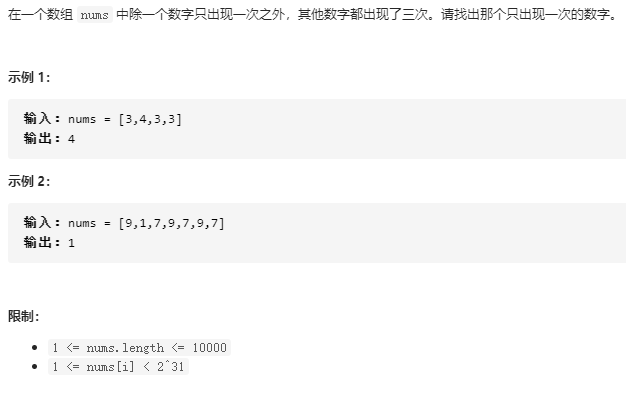 在一个数组 nums 中除一个数字只出现一次之外，其他数字都出现了三次。请找出那个只出现一次的数字。
示例 1：
输入：nums = [3,4,3,3]
输出：4
示例 2：
输入：nums = [9,1,7,9,7,9,7]
输出：1
限制：
1 <= nums.length <= 10000
1 <= nums[i] < 2^31